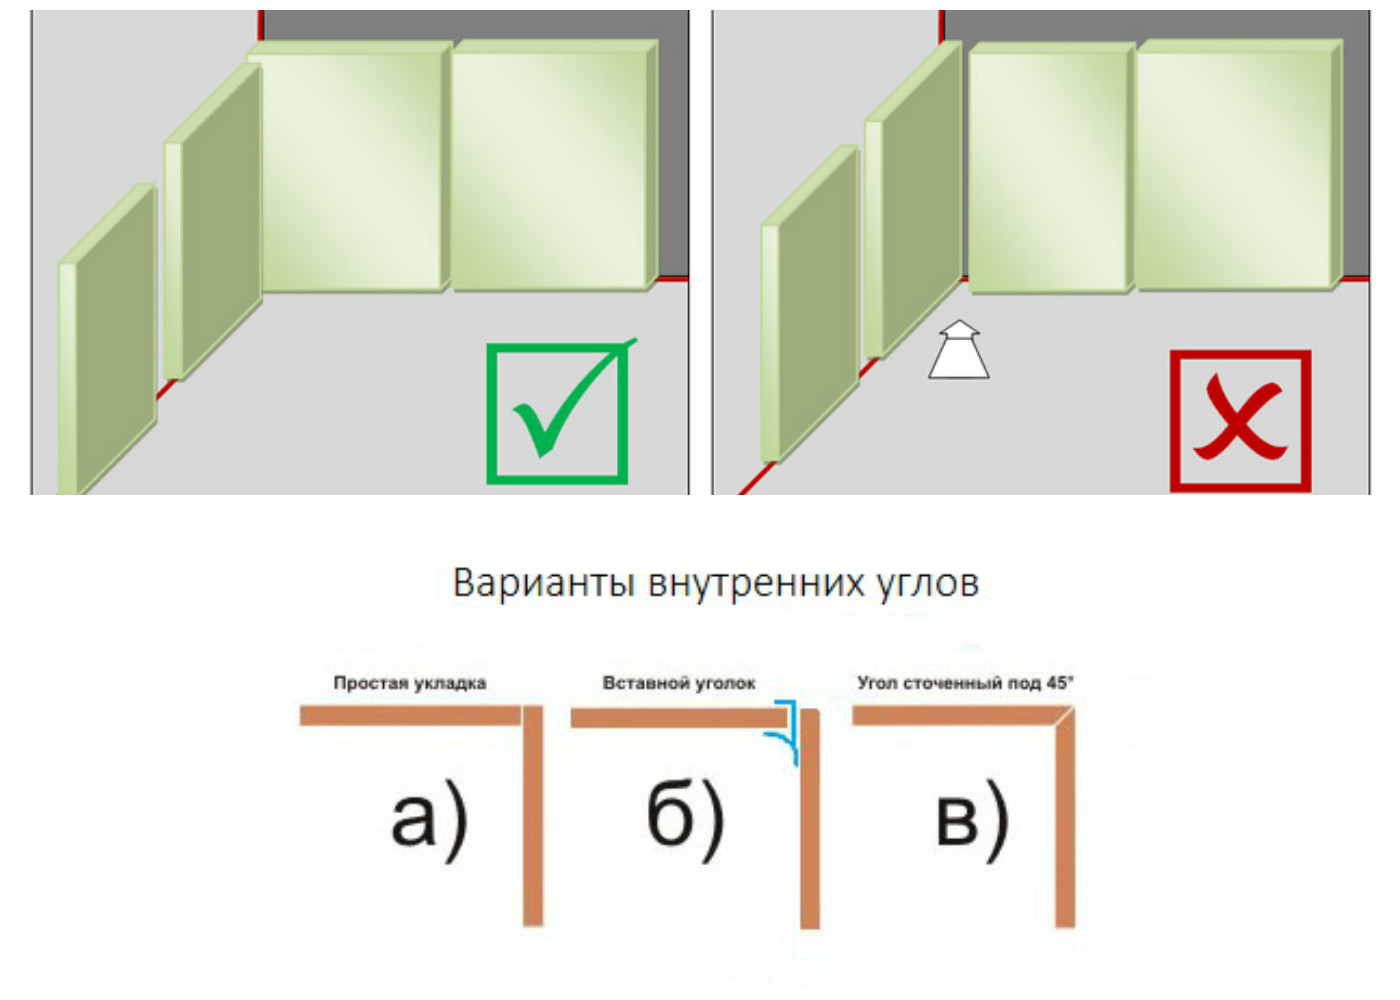 Варианты внутренних углов
Простая укладка
Вставной уголок
Угол сточенный под 45°
а)
б)
в)